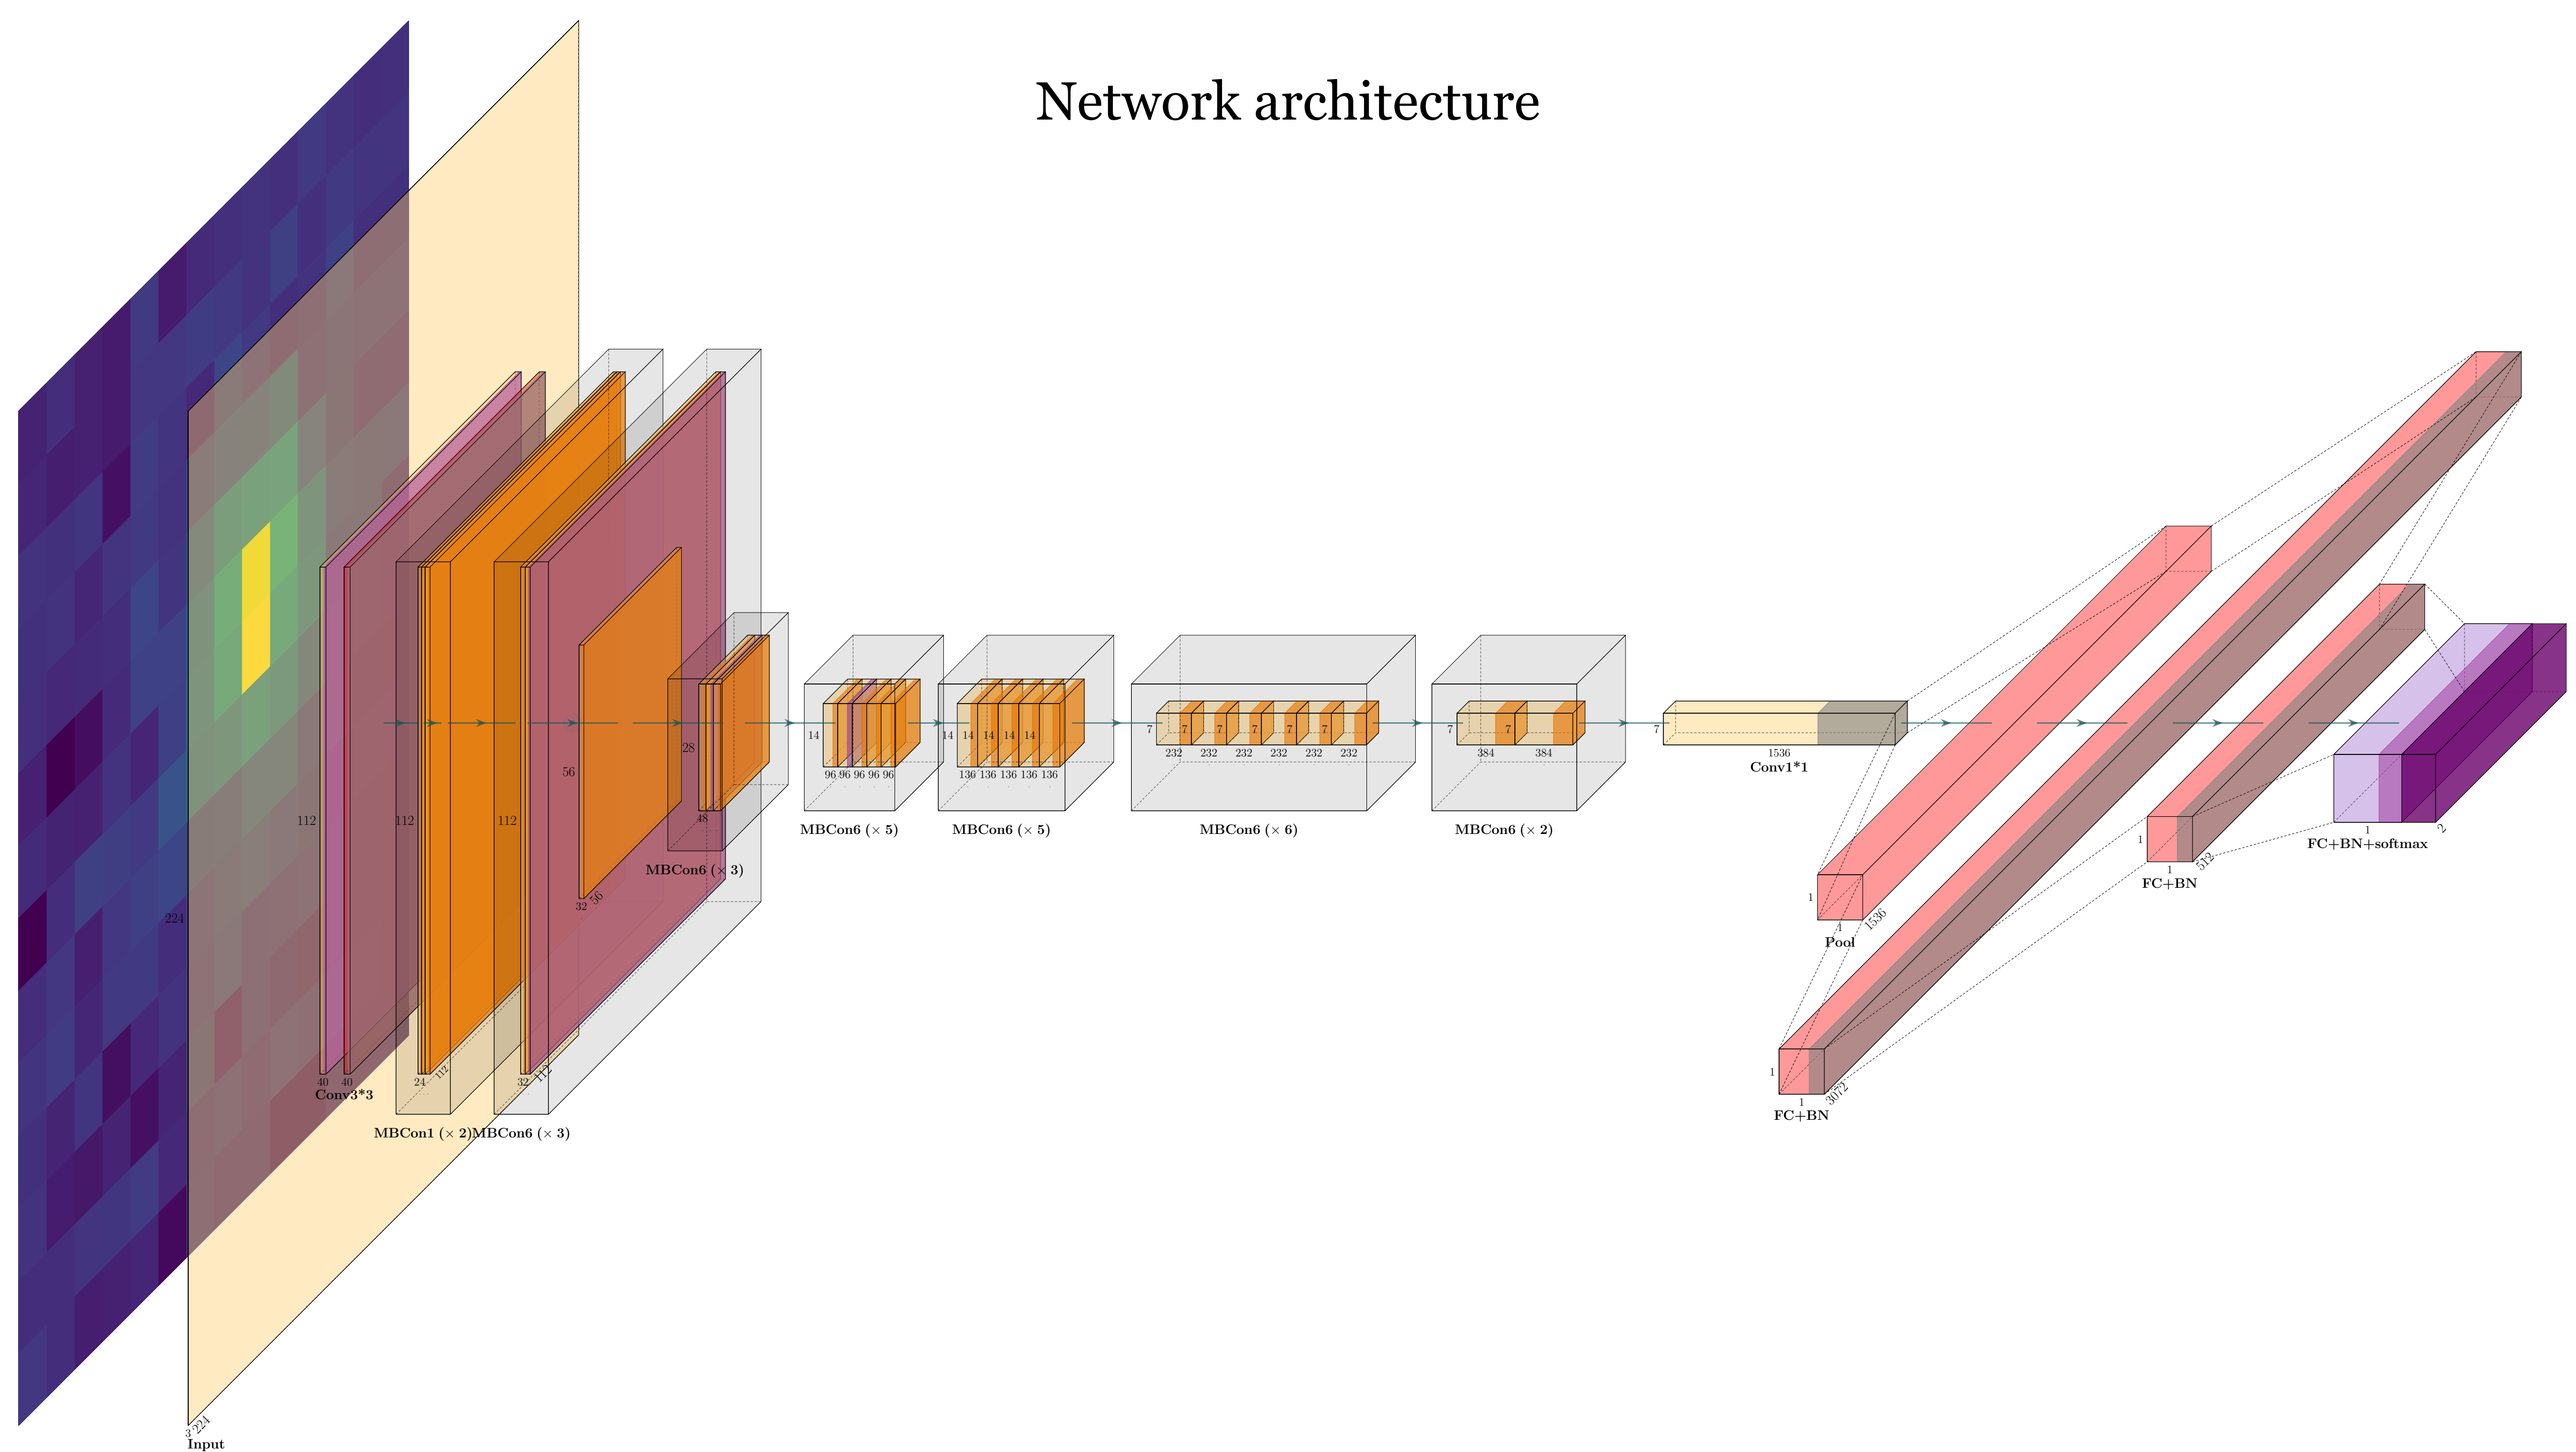 Network architecture
224
3
224
Input
112
40
40
Conv3*3
112
24
112
MBCon1 (× 2)
112
32
112
MBCon6 (× 3)
56
32
56
28
48
MBCon6 (× 3)
14
96 96 96 96 96
MBCon6 (× 5)
14 14 14 14 14
136 136 136 136 136
MBCon6 (× 5)
7 7 7 7 7 7
232 232 232 232 232 232
MBCon6 (× 6)
7 7
384 384
MBCon6 (× 2)
7
1536
Conv1*1
1
1
1536
Pool
1
1
3072
FC+BN
1
1
512
FC+BN
1
2
FC+BN+softmax